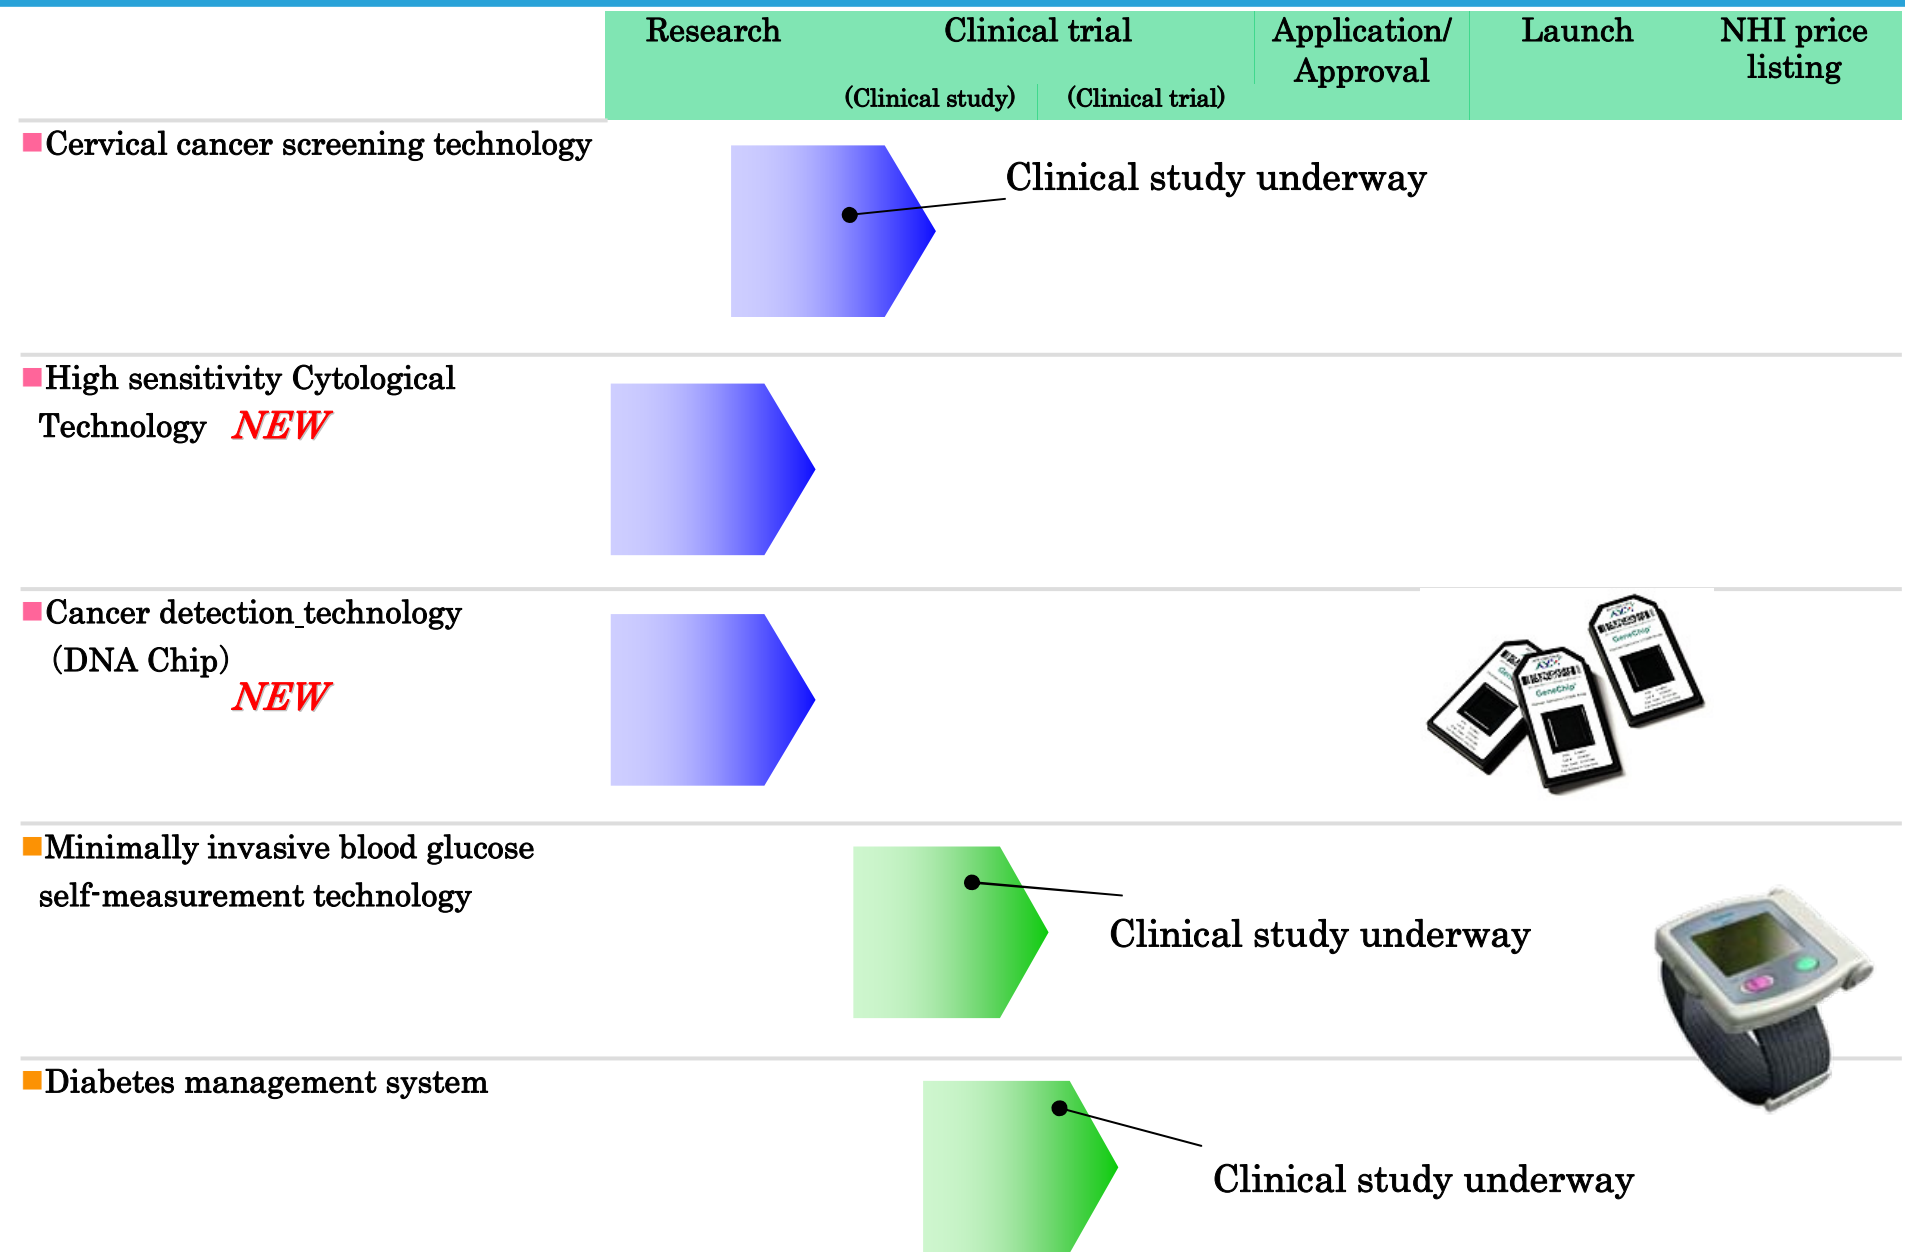 Research
Clinical trial
Application/
Approval
Launch
NHI price
listing
(Clinical study)
(Clinical trial)
Cervical cancer screening technology
Clinical study underway
High sensitivity Cytological
Technology NEW
Cancer detection technology
(DNA Chip)
NEW
GeneChip
GeneChip
Minimally invasive blood glucose
self-measurement technology
Clinical study underway
Diabetes management system
Clinical study underway